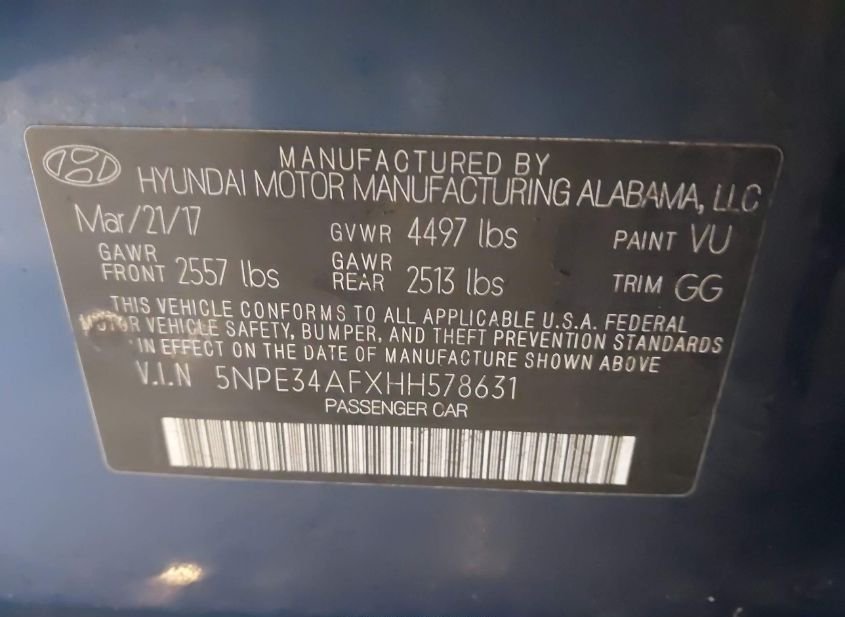 MANUFACTURED BY
HYUNDAI MOTOR MANUFACTURING ALABAMA, LLC
Mar/21/17 GVWR 4497 lbs PAINT VU
GAWR FRONT 2557 lbs GAWR REAR 2513 lbs TRIM GG
THIS VEHICLE CONFORMS TO ALL APPLICABLE U.S.A. FEDERAL
MOTOR VEHICLE SAFETY, BUMPER, AND THEFT PREVENTION STANDARDS
IN EFFECT ON THE DATE OF MANUFACTURE SHOWN ABOVE
V.I.N 5NPE34AFXHH578631
PASSENGER CAR